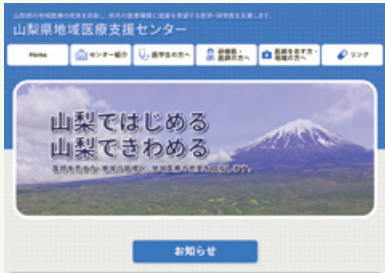 山梨県地域医療支援センター
Home
センター紹介
医学生の方へ
研修医・
医師の方へ
医師を志す方・
地域の方へ
リンク
山梨ではじめる
山梨できわめる
お知らせ